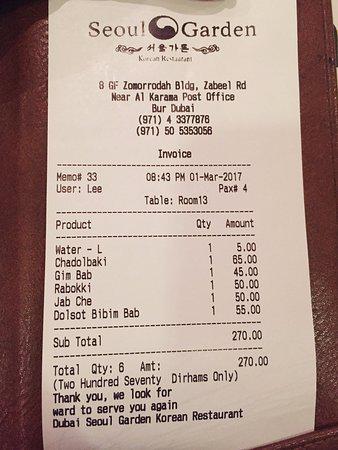 Seoul Garden
서울가든
Korean Restaurant
8 GF Zomorrodah Bldg, Zabeel Rd
Near Al Karama Post Office
Bur Dubai
(971) 4 3377876
(971) 50 5353056
Invoice
Memo# 33 08:43 PM 01-Mar-2017
User: Lee Pax# 4
Table: Room13
Product Qty Amount
Water - L 1 5.00
Chadolbaki 1 65.00
Gim Bab 1 45.00
Rabokki 1 50.00
Jab Che 1 50.00
Dolsot Bibim Bab 1 55.00
Sub Total 270.00
Total Qty: 6 Amt: 270.00
(Two Hundred Seventy Dirhams Only)
Thank you, we look for
ward to serve you again
Dubai Seoul Garden Korean Restaurant